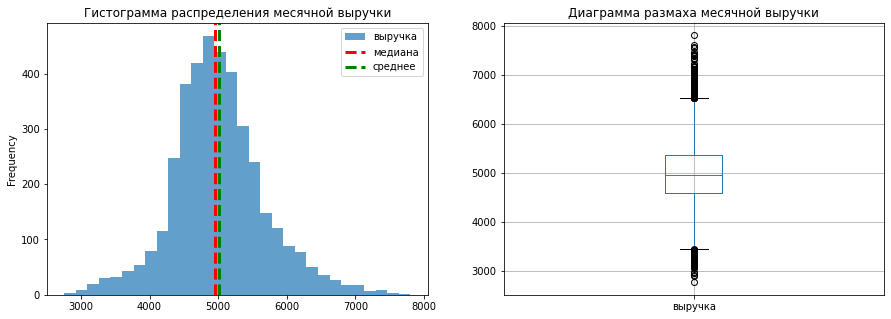 Гистограмма распределения месячной выручки
выручка
медиана
среднее
Frequency
400
300
200
100
0
3000 4000 5000 6000 7000 8000
Диаграмма размаха месячной выручки
8000
7000
6000
5000
4000
3000
выручка